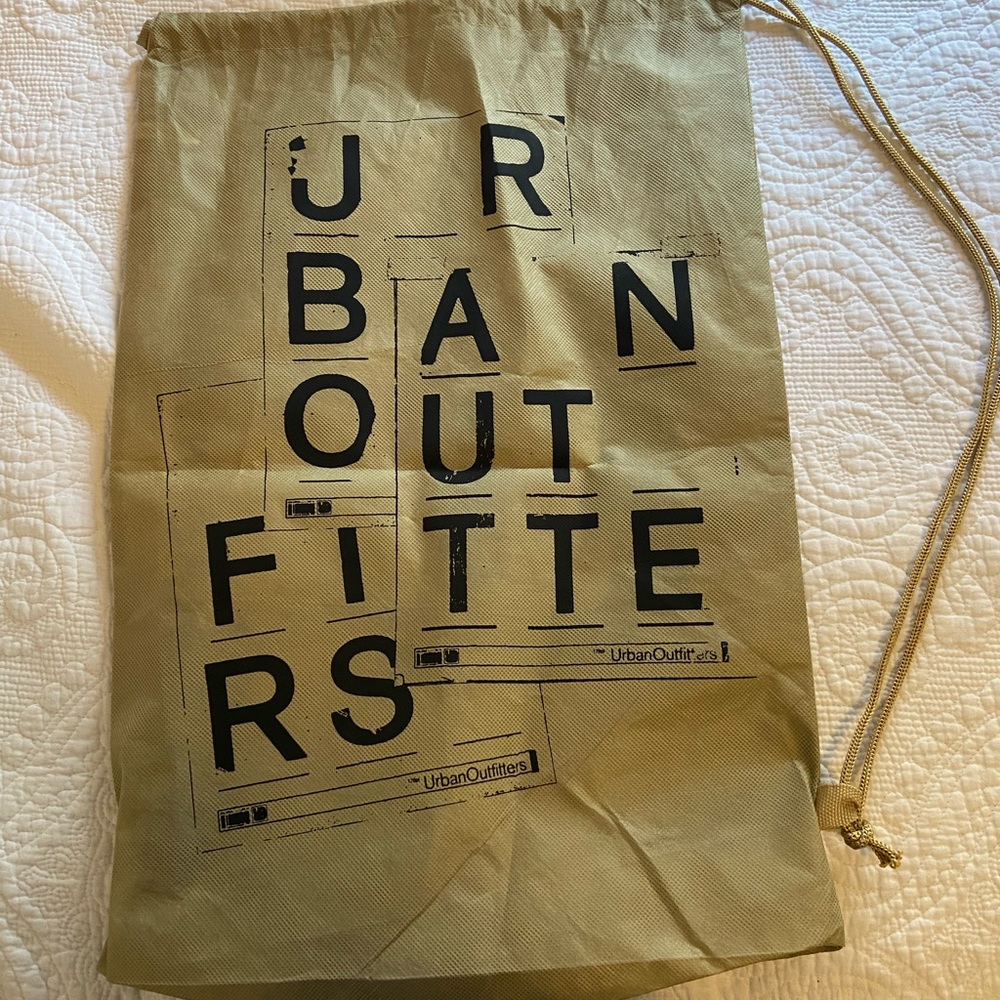 U R
B A N
O U T
F I T T E
R S
UrbanOutfitters
UrbanOutfitters